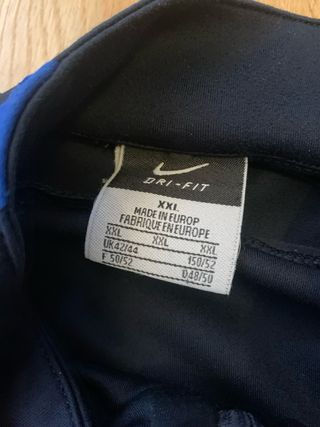 DRI-FIT
XXL
MADE IN EUROP
FABRIQUE EN EUROPE
XXL XXL XXL
UK42/44 150/52
F 50/52 D48/50